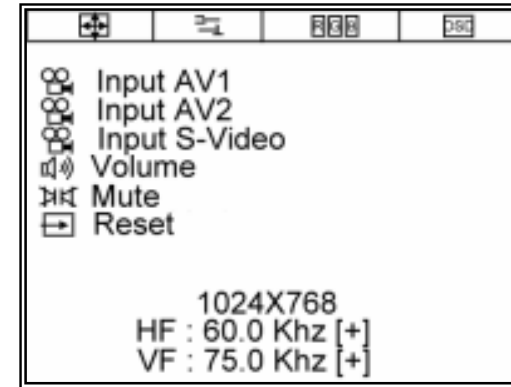 R G B OSD
Input AV1
Input AV2
Input S-Video
Volume
Mute
Reset
1024X768
HF : 60.0 Khz [+]
VF : 75.0 Khz [+]